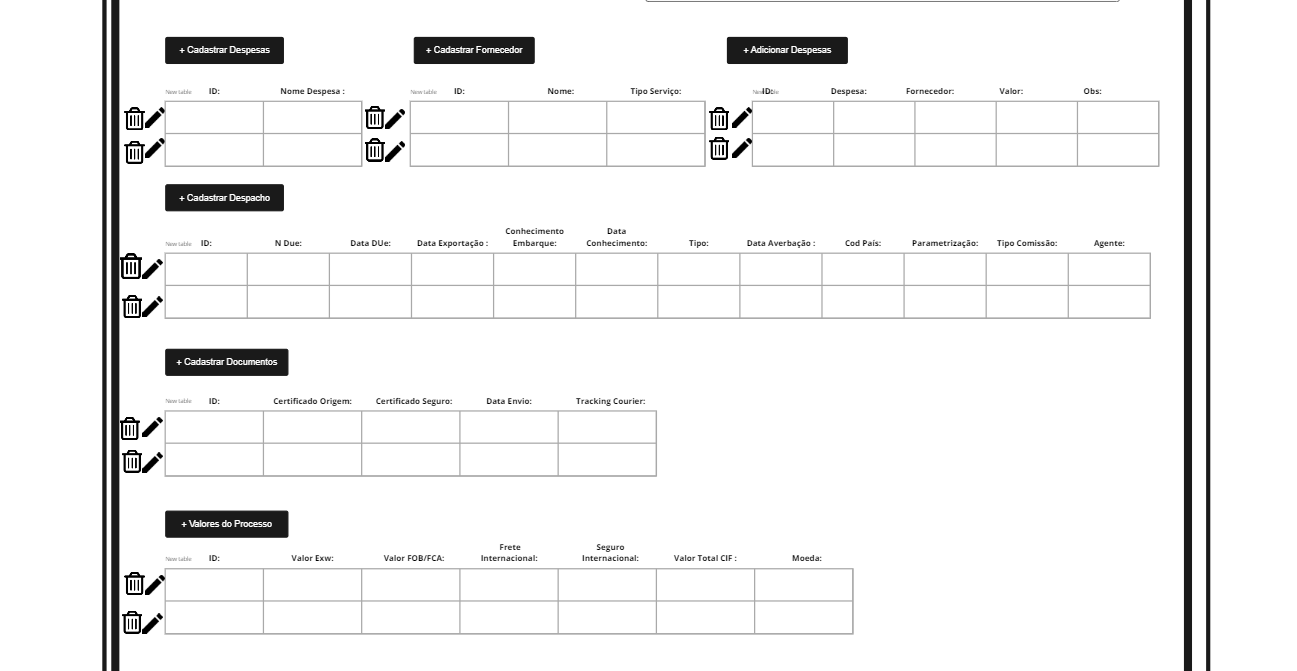 + Cadastrar Despesas
+ Cadastrar Fornecedor
+ Adicionar Despesas
New table ID: Nome Despesa :
New table ID: Nome: Tipo Serviço:
New table ID: Despesa: Fornecedor: Valor: Obs:
+ Cadastrar Despacho
New table ID: N Due: Data DUe: Data Exportação : Conhecimento Embarque: Data Conhecimento: Tipo: Data Averbação : Cod País: Parametrização: Tipo Comissão: Agente:
+ Cadastrar Documentos
New table ID: Certificado Origem: Certificado Seguro: Data Envio: Tracking Courier:
+ Valores do Processo
New table ID: Valor Exw: Valor FOB/FCA: Frete Internacional: Seguro Internacional: Valor Total CIF : Moeda: